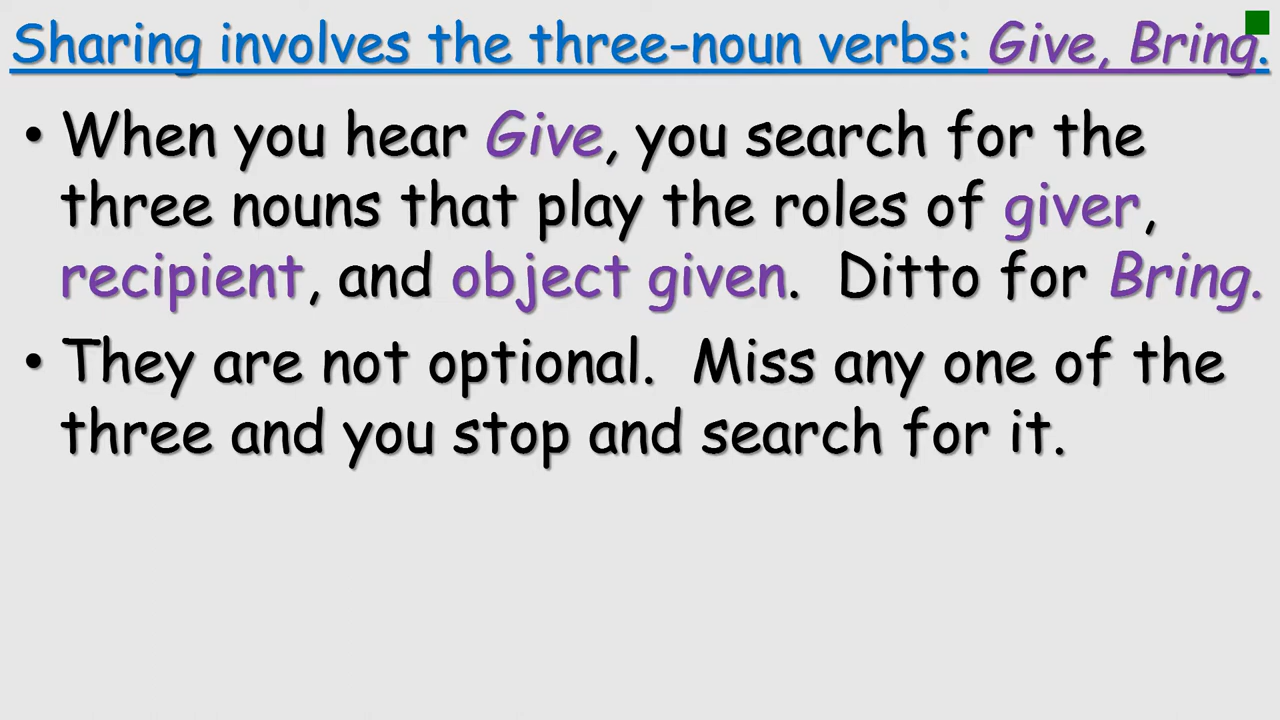 Sharing involves the three-noun verbs: Give, Bring.
• When you hear Give, you search for the
three nouns that play the roles of giver,
recipient, and object given. Ditto for Bring.
• They are not optional. Miss any one of the
three and you stop and search for it.